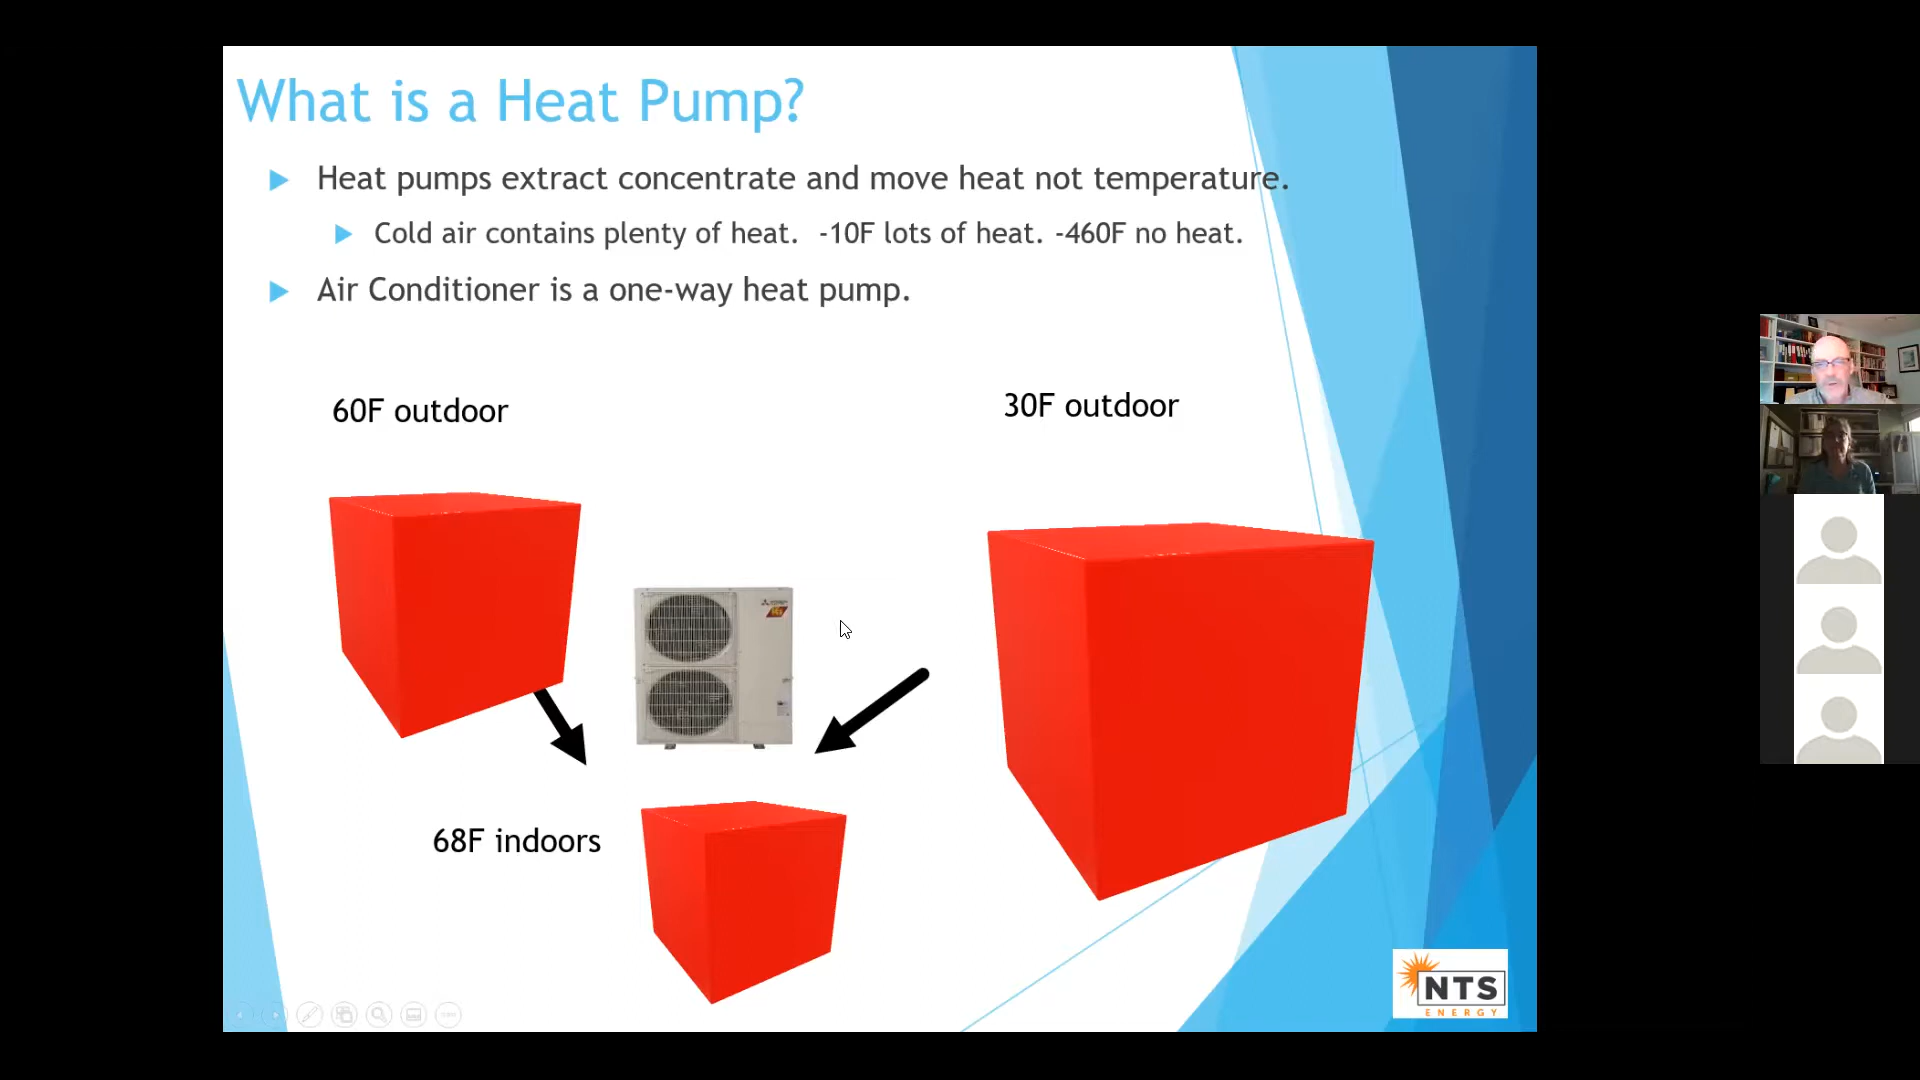 What is a Heat Pump?
Heat pumps extract concentrate and move heat not temperature.
Cold air contains plenty of heat.  -10F lots of heat. -460F no heat.
Air Conditioner is a one-way heat pump.
60F outdoor
30F outdoor
68F indoors
NTS
ENERGY